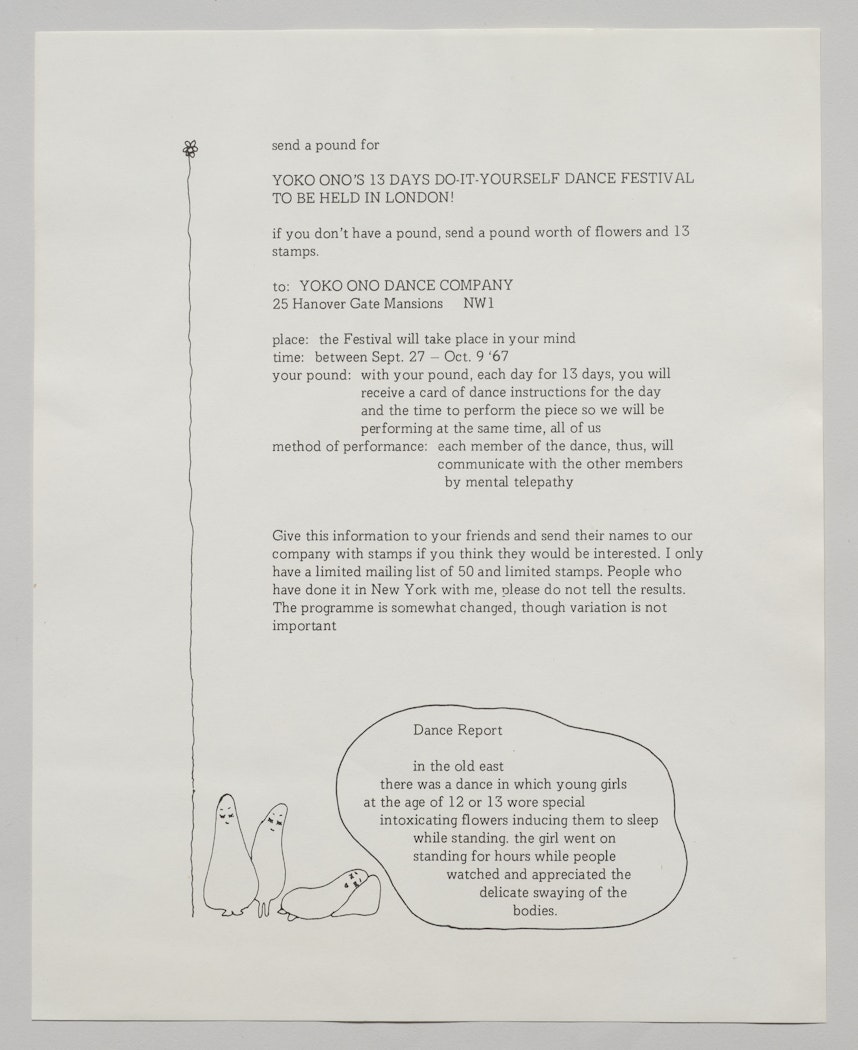 send a pound for
YOKO ONO'S 13 DAYS DO-IT-YOURSELF DANCE FESTIVAL
TO BE HELD IN LONDON!
if you don't have a pound, send a pound worth of flowers and 13
stamps.
to: YOKO ONO DANCE COMPANY
25 Hanover Gate Mansions NW1
place: the Festival will take place in your mind
time: between Sept. 27 – Oct. 9 '67
your pound: with your pound, each day for 13 days, you will
receive a card of dance instructions for the day
and the time to perform the piece so we will be
performing at the same time, all of us
method of performance: each member of the dance, thus, will
communicate with the other members
by mental telepathy
Give this information to your friends and send their names to our
company with stamps if you think they would be interested. I only
have a limited mailing list of 50 and limited stamps. People who
have done it in New York with me, please do not tell the results.
The programme is somewhat changed, though variation is not
important
Dance Report
in the old east
there was a dance in which young girls
at the age of 12 or 13 wore special
intoxicating flowers inducing them to sleep
while standing. the girl went on
standing for hours while people
watched and appreciated the
delicate swaying of the
bodies.